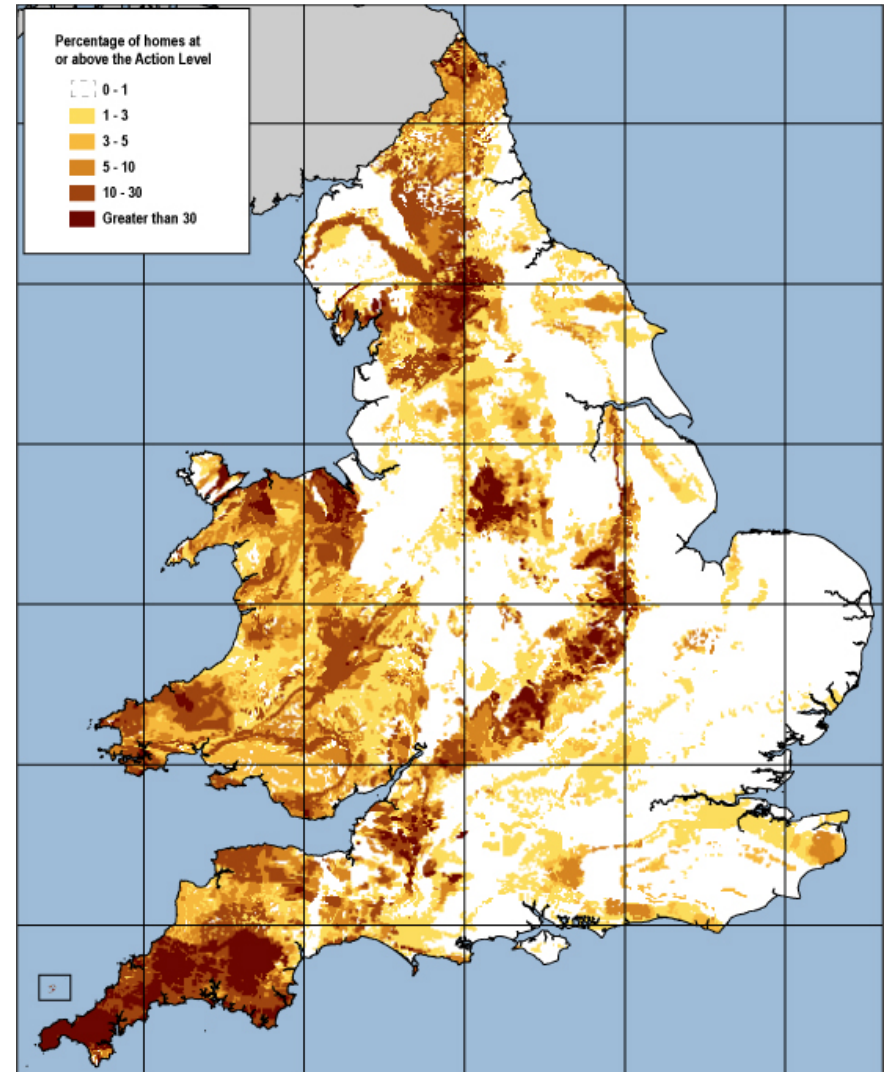 Percentage of homes at
or above the Action Level
0 - 1
1 - 3
3 - 5
5 - 10
10 - 30
Greater than 30